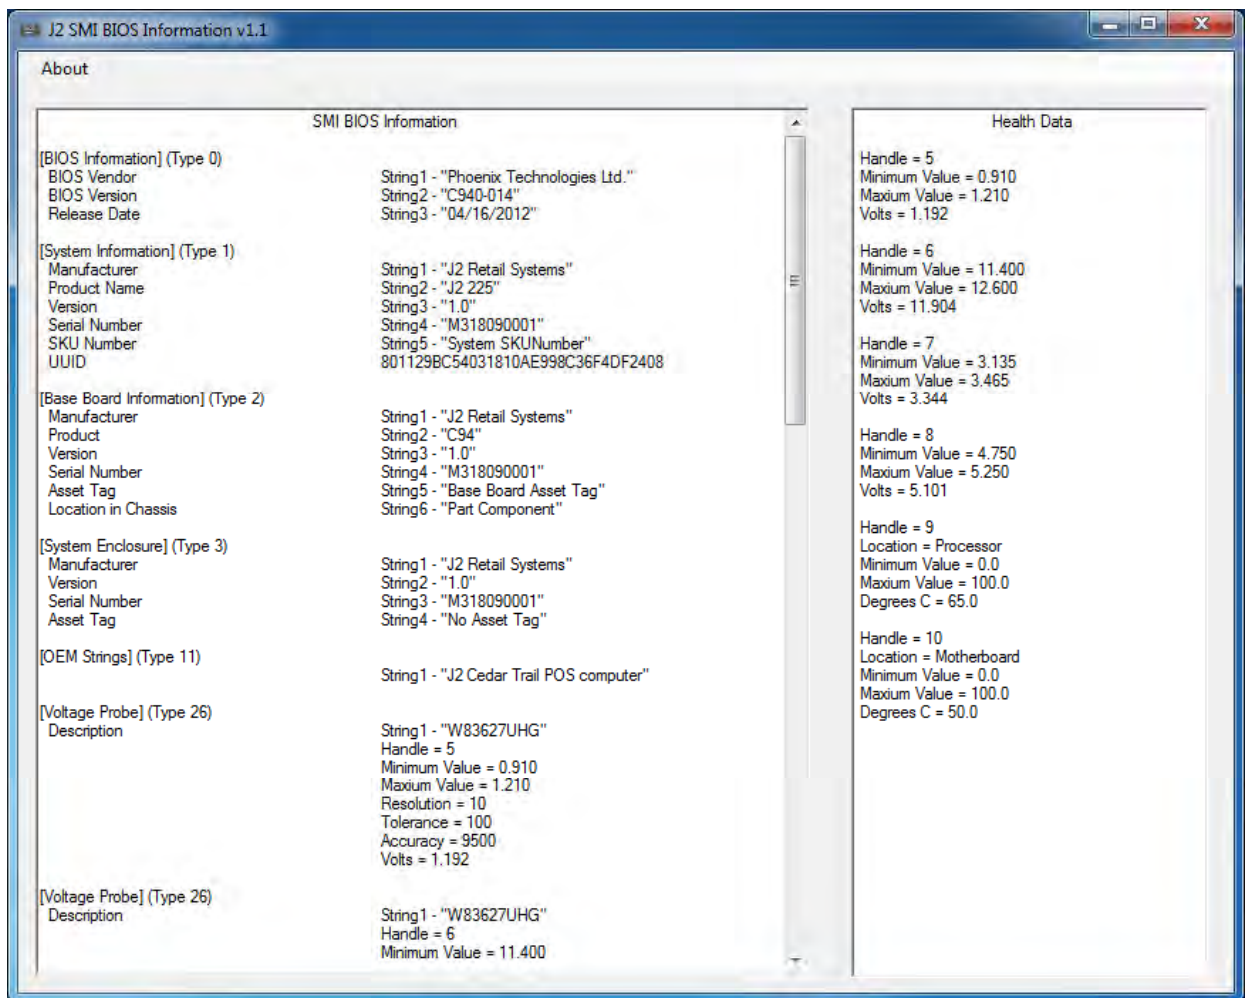 J2 SMI BIOS Information v1.1
About
SMI BIOS Information
[BIOS Information] (Type 0)
BIOS Vendor String1 - "Phoenix Technologies Ltd."
BIOS Version String2 - "C940-014"
Release Date String3 - "04/16/2012"
[System Information] (Type 1)
Manufacturer String1 - "J2 Retail Systems"
Product Name String2 - "J2 225"
Version String3 - "1.0"
Serial Number String4 - "M318090001"
SKU Number String5 - "System SKUNumber"
UUID 801129BC54031810AE998C36F4DF2408
[Base Board Information] (Type 2)
Manufacturer String1 - "J2 Retail Systems"
Product String2 - "C94"
Version String3 - "1.0"
Serial Number String4 - "M318090001"
Asset Tag String5 - "Base Board Asset Tag"
Location in Chassis String6 - "Part Component"
[System Enclosure] (Type 3)
Manufacturer String1 - "J2 Retail Systems"
Version String2 - "1.0"
Serial Number String3 - "M318090001"
Asset Tag String4 - "No Asset Tag"
[OEM Strings] (Type 11)
String1 - "J2 Cedar Trail POS computer"
[Voltage Probe] (Type 26)
Description String1 - "W83627UHG"
Handle = 5
Minimum Value = 0.910
Maxium Value = 1.210
Resolution = 10
Tolerance = 100
Accuracy = 9500
Volts = 1.192
[Voltage Probe] (Type 26)
Description String1 - "W83627UHG"
Handle = 6
Minimum Value = 11.400
Health Data
Handle = 5
Minimum Value = 0.910
Maxium Value = 1.210
Volts = 1.192
Handle = 6
Minimum Value = 11.400
Maxium Value = 12.600
Volts = 11.904
Handle = 7
Minimum Value = 3.135
Maxium Value = 3.465
Volts = 3.344
Handle = 8
Minimum Value = 4.750
Maxium Value = 5.250
Volts = 5.101
Handle = 9
Location = Processor
Minimum Value = 0.0
Maxium Value = 100.0
Degrees C = 65.0
Handle = 10
Location = Motherboard
Minimum Value = 0.0
Maxium Value = 100.0
Degrees C = 50.0